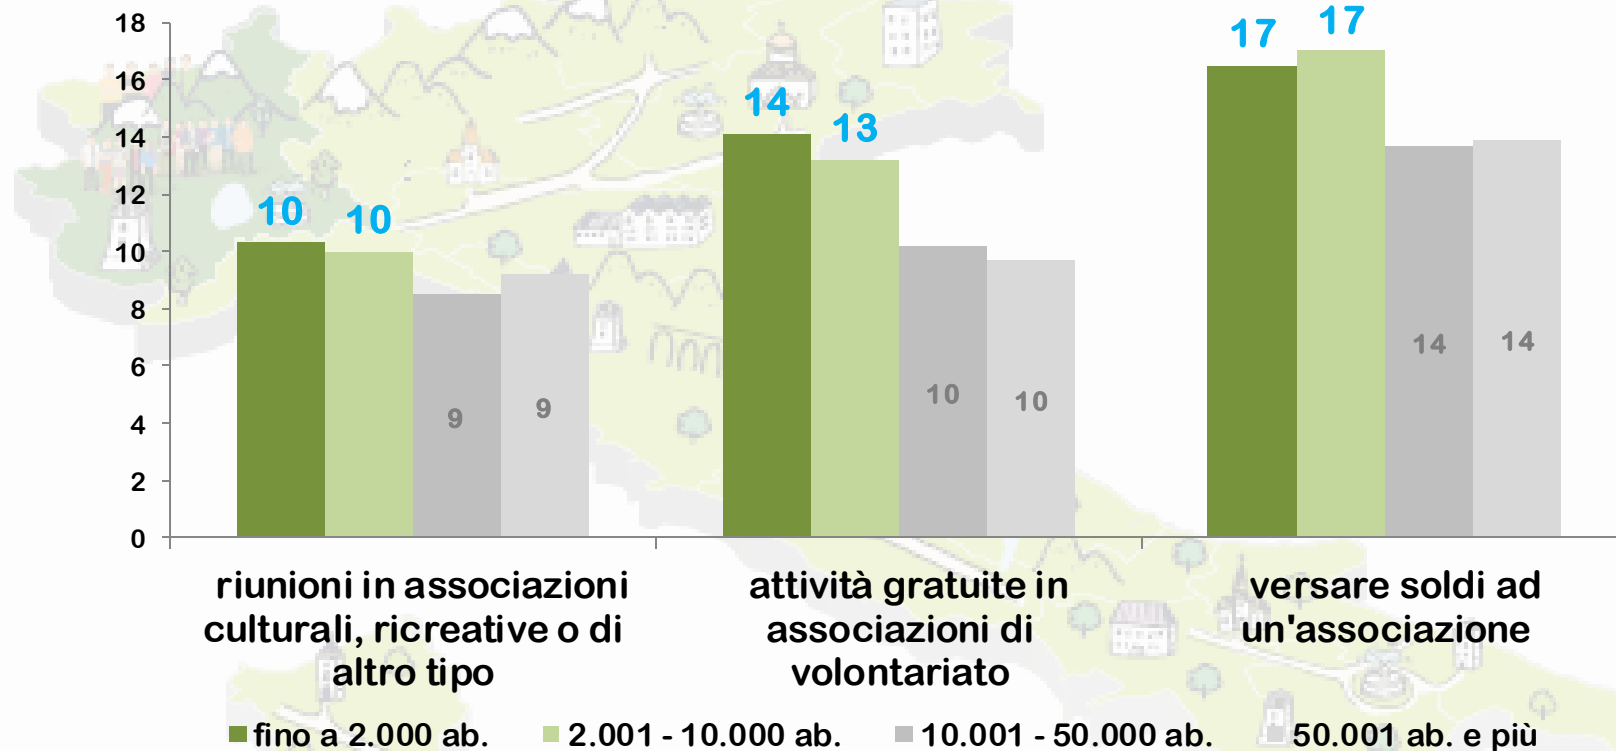 18
16
14
12
10
8
6
4
2
0
10
10
9
9
14
13
10
10
17
17
14
14
riunioni in associazioni
culturali, ricreative o di
altro tipo
attività gratuite in
associazioni di
volontariato
versare soldi ad
un'associazione
fino a 2.000 ab.
2.001 - 10.000 ab.
10.001 - 50.000 ab.
50.001 ab. e più